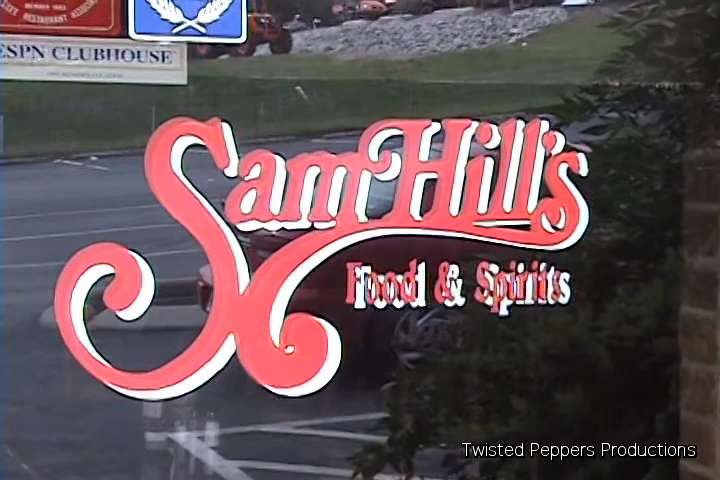 ESPN CLUBHOUSE
Sam Hill's
Food & Spirits
Twisted Peppers Productions